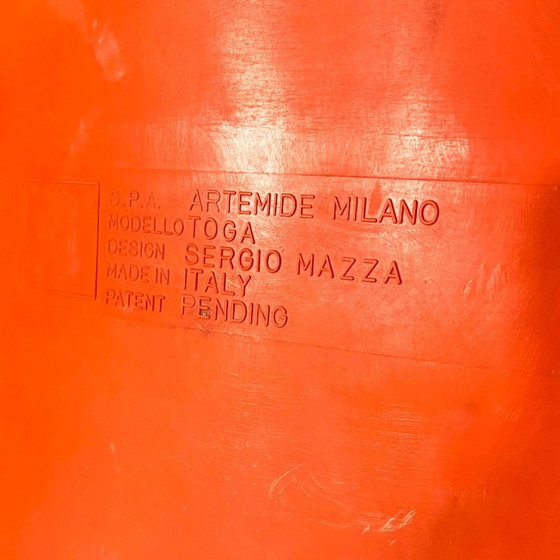 S.P.A. ARTEMIDE MILANO
MODELLO TOGA
DESIGN SERGIO MAZZA
MADE IN ITALY
PATENT PENDING